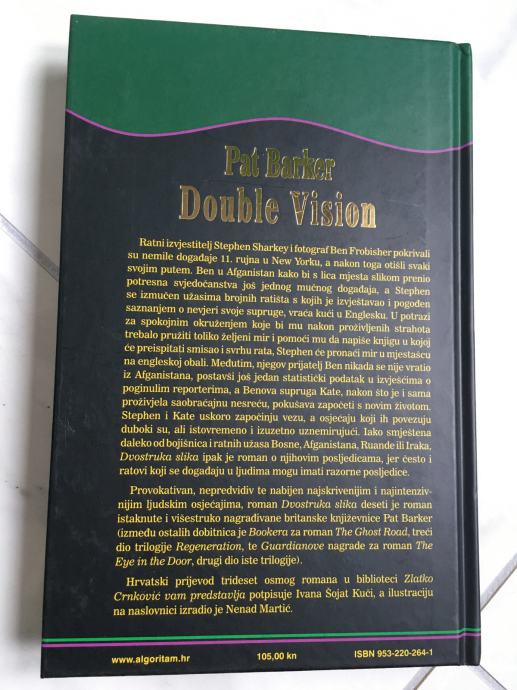 Pat Barker
Double Vision
Ratni izvjestitelj Stephen Sharkey i fotograf Ben Frobisher pokrivali
su nemile događaje 11. rujna u New Yorku, a nakon toga otišli svaki
svojim putem. Ben u Afganistan kako bi s lica mjesta slikom prenio
potresna svjedočanstva još jednog mučnog događaja, a Stephen
se izmučen užasima brojnih ratišta s kojih je izvještavao i pogođen
saznanjem o nevjeri svoje supruge, vraća kući u Englesku. U potrazi
za spokojnim okruženjem koje bi mu nakon proživljenih strahota
trebalo pružiti toliko željeni mir i pomoći mu da napiše knjigu u kojoj
će preispitati smisao i svrhu rata, Stephen će pronaći mir u mjestašcu
na engleskoj obali. Međutim, njegov prijatelj Ben nikada se nije vratio
iz Afganistana, postavši još jedan statistički podatak u izvješćima o
poginulim reporterima, a Benova supruga Kate, nakon što je i sama
proživjela saobraćajnu nesreću, pokušava započeti s novim životom.
Stephen i Kate uskoro započinju vezu, a osjećaji koji ih povezuju
duboki su, ali istovremeno i izuzetno uznemirujući. Iako smještena
daleko od bojišnica i ratnih užasa Bosne, Afganistana, Ruande ili Iraka,
Dvostruka slika ipak je roman o njihovim posljedicama, jer često i
ratovi koji se događaju u ljudima mogu imati razorne posljedice.
Provokativan, nepredvidiv te nabijen najskrivenijim i najintenziv-
nijim ljudskim osjećajima, roman Dvostruka slika deseti je roman
istaknute i višestruko nagrađivane britanske književnice Pat Barker
(između ostalih dobitnica je Bookera za roman The Ghost Road, treći
dio trilogije Regeneration, te Guardianove nagrade za roman The
Eye in the Door, drugi dio iste trilogije).
Hrvatski prijevod trideset osmog romana u biblioteci Zlatko
Crnković vam predstavlja potpisuje Ivana Šojat Kuči, a ilustraciju
na naslovnici izradio je Nenad Martić.
www.algoritam.hr 105,00 kn ISBN 953-220-264-1